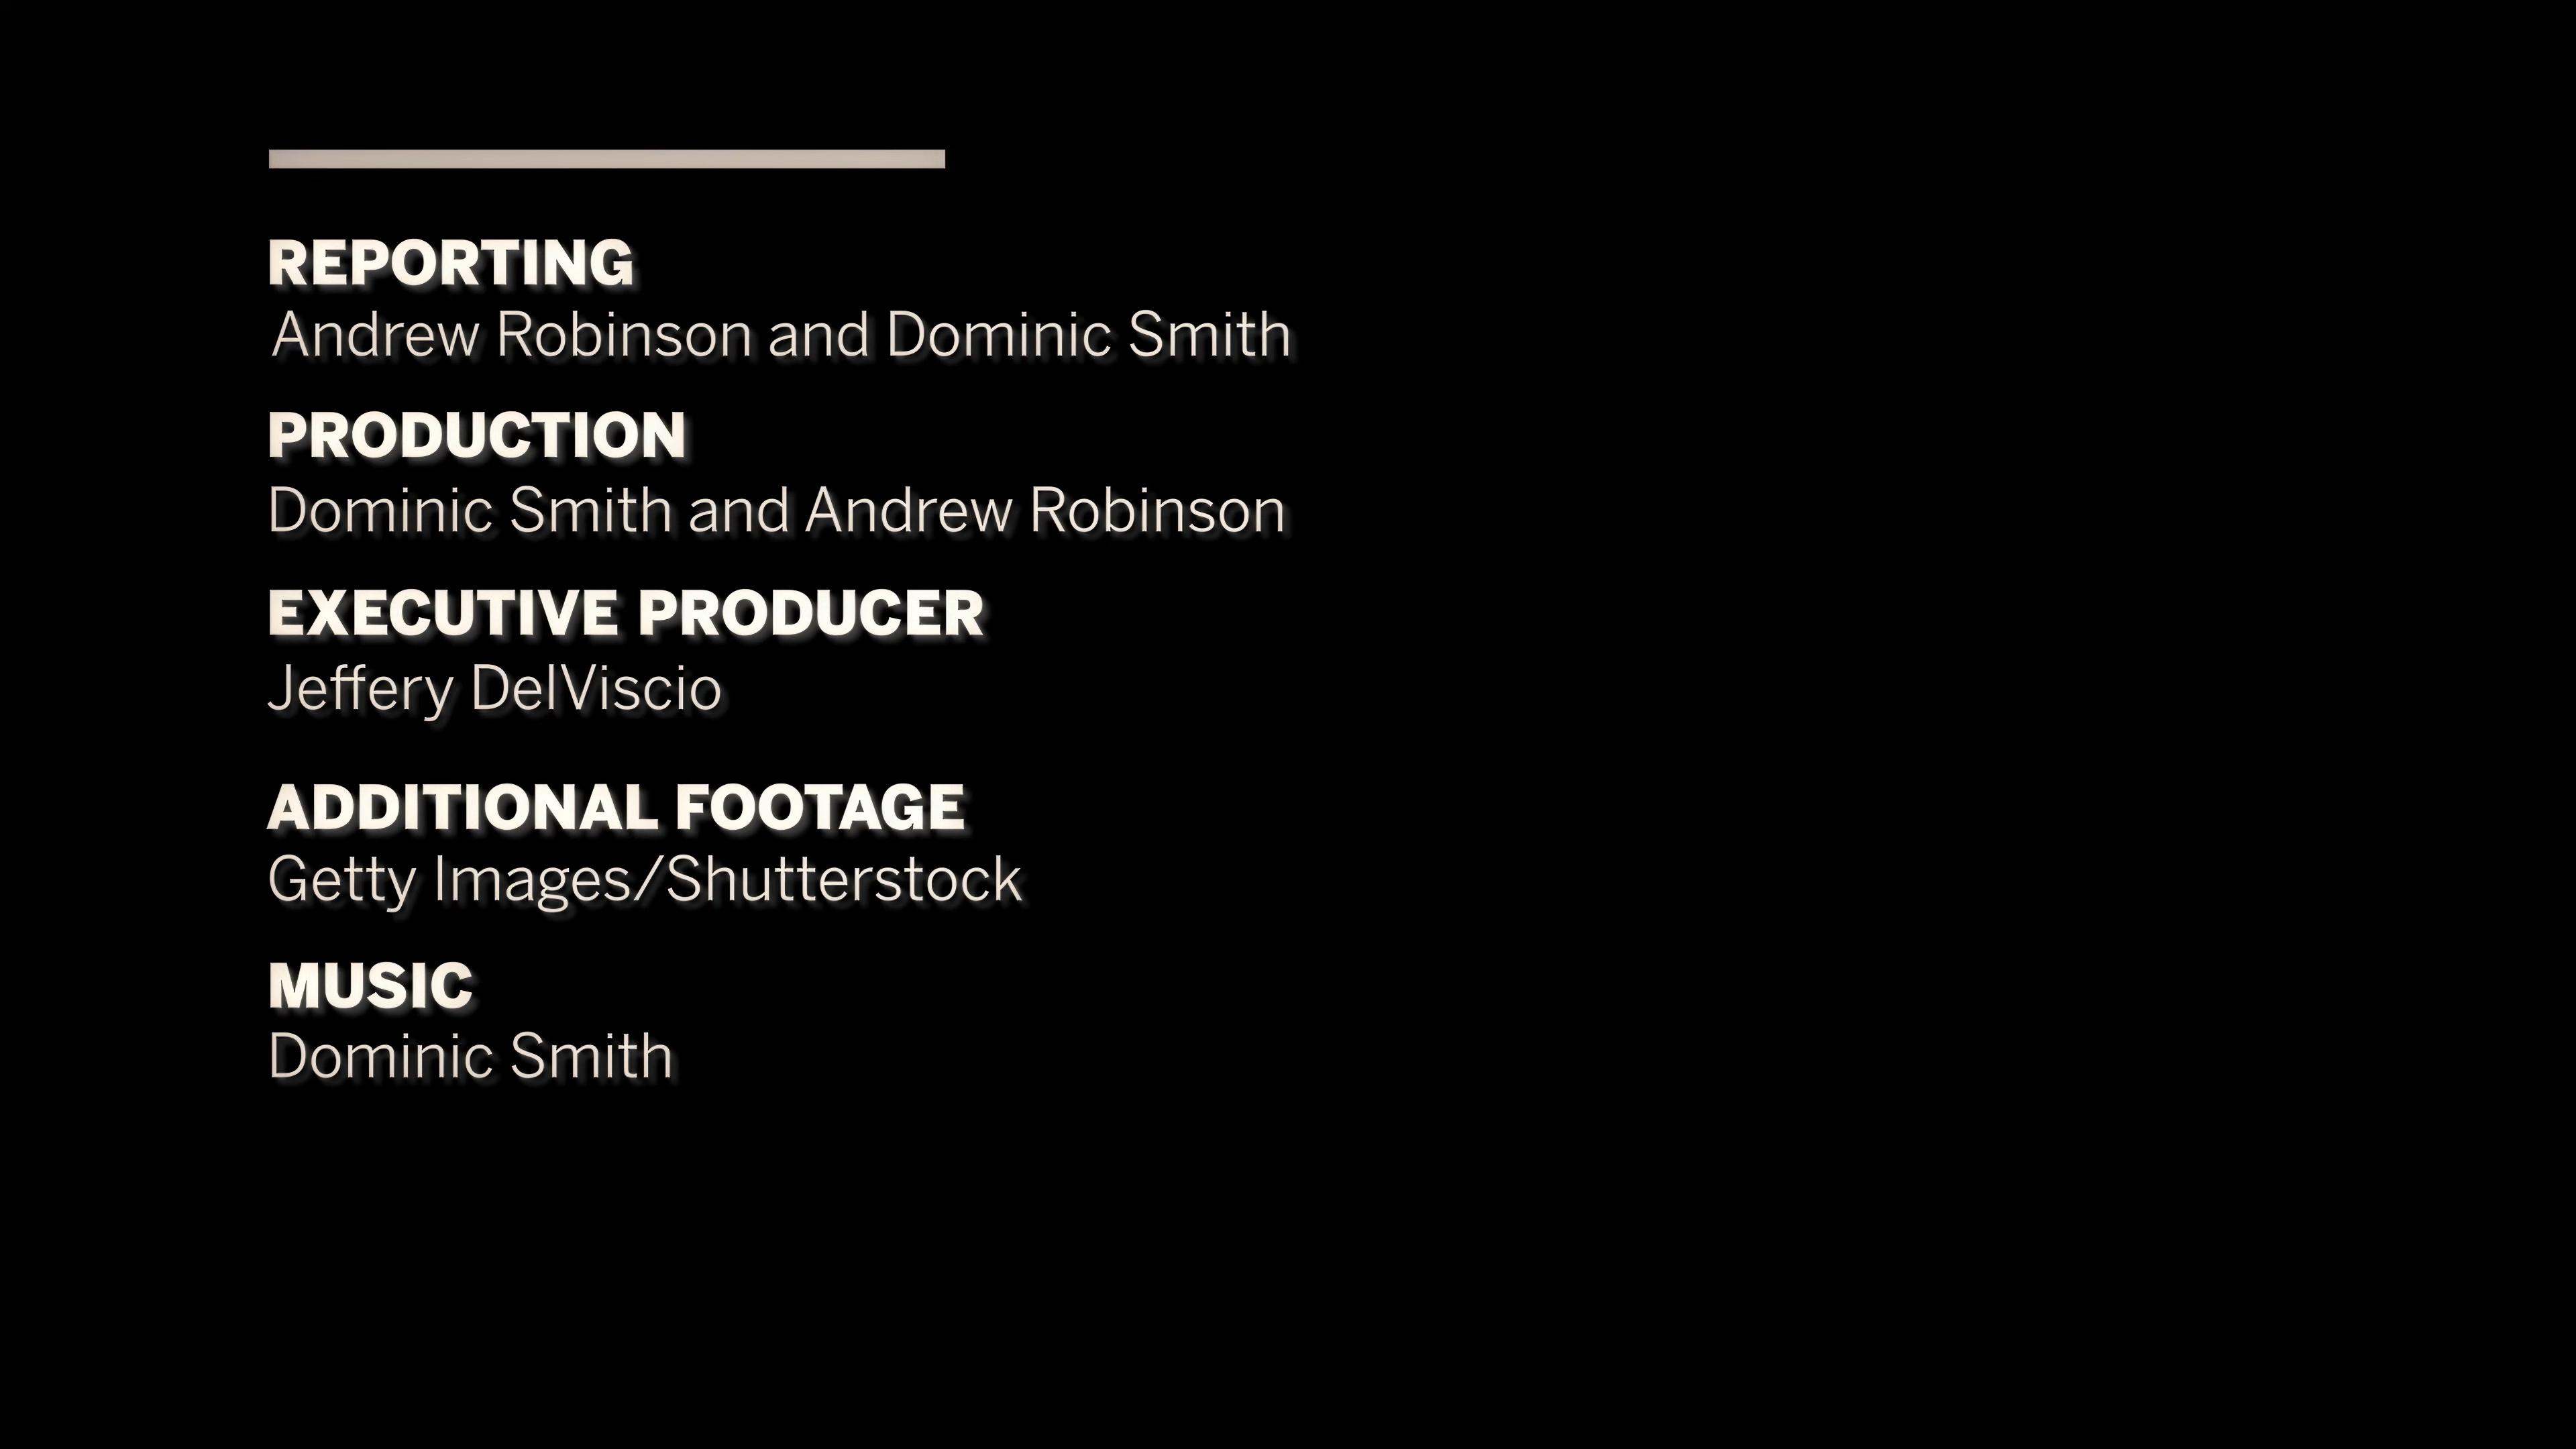 REPORTING
Andrew Robinson and Dominic Smith
PRODUCTION
Dominic Smith and Andrew Robinson
EXECUTIVE PRODUCER
Jeffery DelViscio
ADDITIONAL FOOTAGE
Getty Images/Shutterstock
MUSIC
Dominic Smith